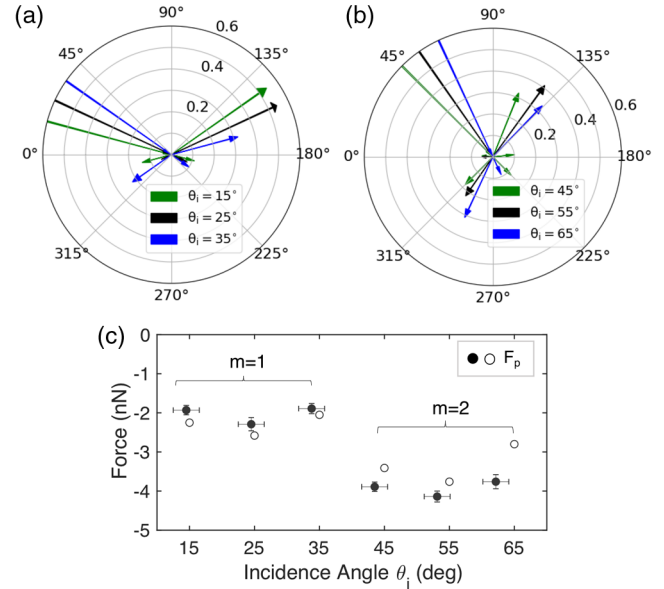 (a)
90°
0.6
45°
135°
0.4
0.2
0°
180°
θi = 15°
θi = 25°
θi = 35°
315°
225°
270°
(b)
90°
45°
135°
0.6
0.4
0.2
0°
180°
θi = 45°
θi = 55°
θi = 65°
315°
225°
270°
(c)
0
-1
-2
-3
-4
-5
Force (nN)
m=1
m=2
Fp
15 25 35 45 55 65
Incidence Angle θi (deg)